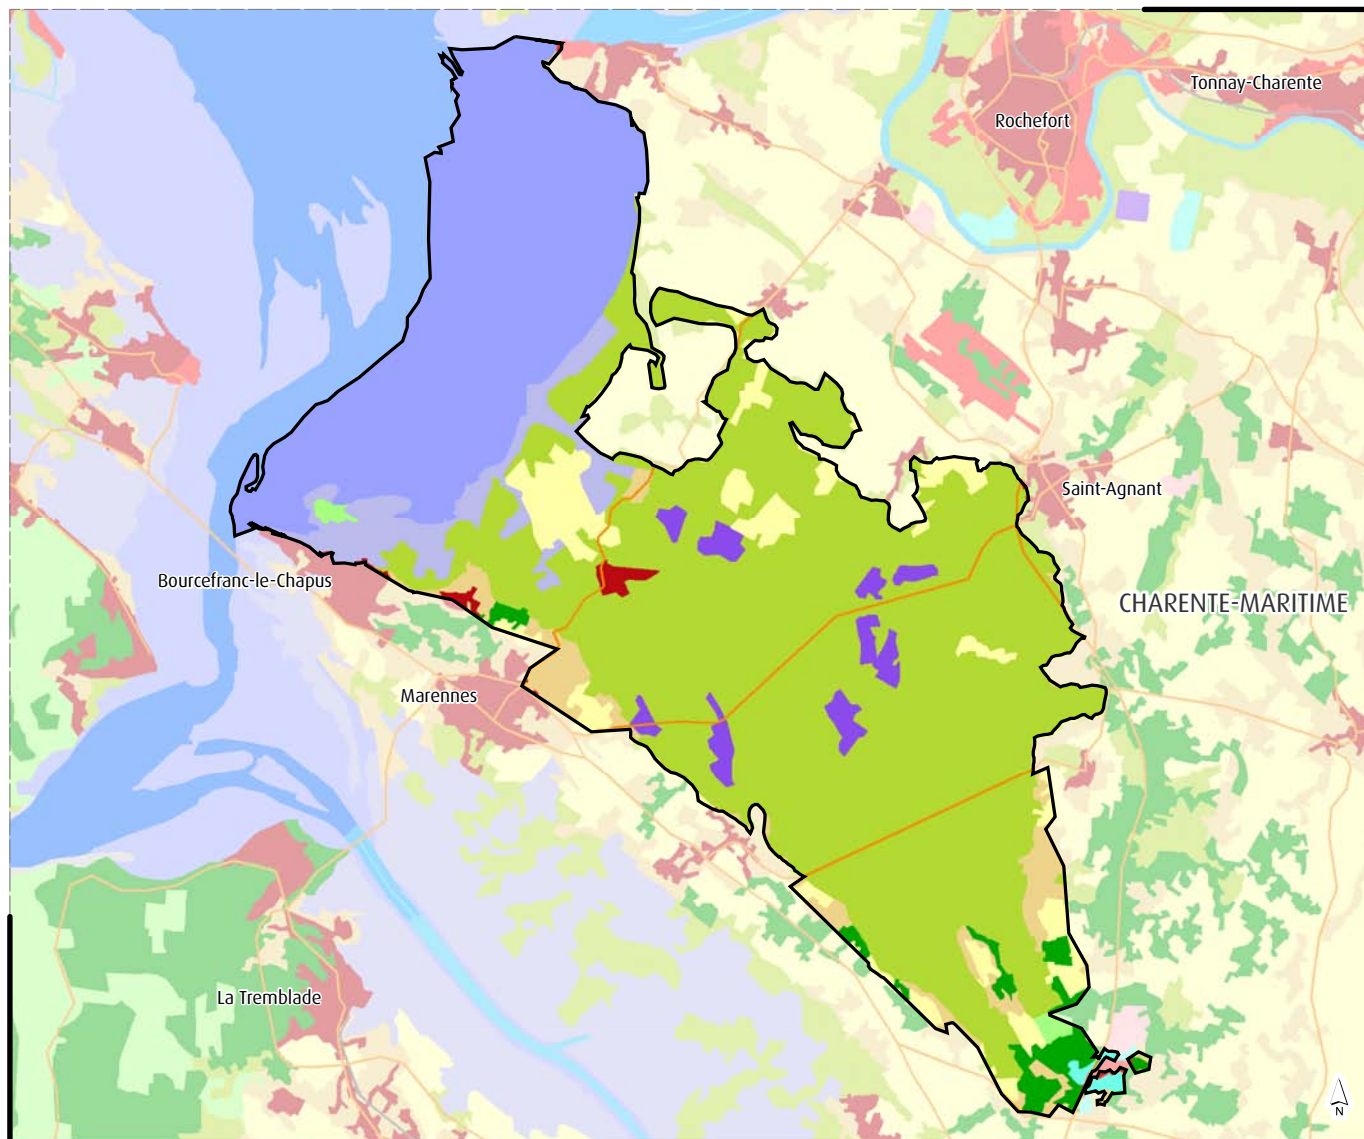 Tonnay-Charente
Rochefort
Saint-Agnant
Bourcefranc-le-Chapus
CHARENTE-MARITIME
Marennes
La Tremblade
N